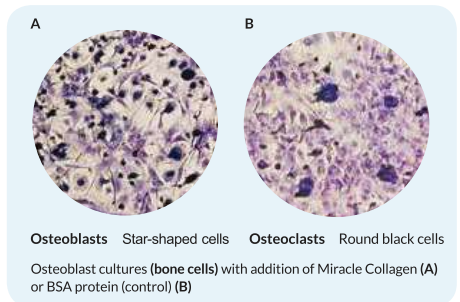 A
B
Osteoblasts Star-shaped cells
Osteoclasts Round black cells
Osteoblast cultures (bone cells) with addition of Miracle Collagen (A)
or BSA protein (control) (B)